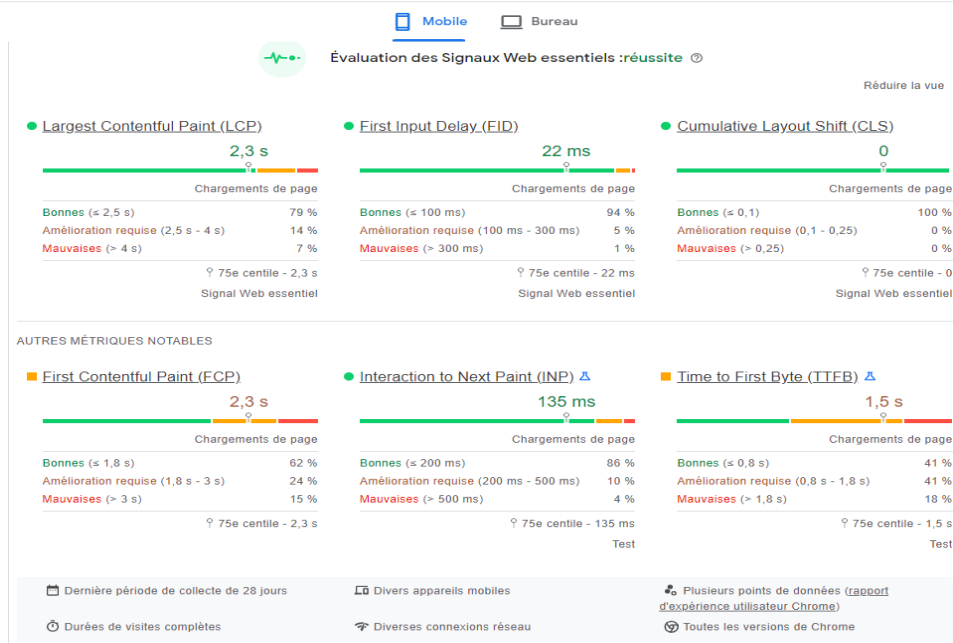 Mobile Bureau
Évaluation des Signaux Web essentiels :réussite
Réduire la vue
Largest Contentful Paint (LCP)
2,3 s
Chargements de page
Bonnes (≤ 2,5 s) 79 %
Amélioration requise (2,5 s - 4 s) 14 %
Mauvaises (> 4 s) 7 %
75e centile - 2,3 s
Signal Web essentiel
First Input Delay (FID)
22 ms
Chargements de page
Bonnes (≤ 100 ms) 94 %
Amélioration requise (100 ms - 300 ms) 5 %
Mauvaises (> 300 ms) 1 %
75e centile - 22 ms
Signal Web essentiel
Cumulative Layout Shift (CLS)
0
Chargements de page
Bonnes (≤ 0,1) 100 %
Amélioration requise (0,1 - 0,25) 0 %
Mauvaises (> 0,25) 0 %
75e centile - 0
Signal Web essentiel
AUTRES MÉTRIQUES NOTABLES
First Contentful Paint (FCP)
2,3 s
Chargements de page
Bonnes (≤ 1,8 s) 62 %
Amélioration requise (1,8 s - 3 s) 24 %
Mauvaises (> 3 s) 15 %
75e centile - 2,3 s
Interaction to Next Paint (INP)
135 ms
Chargements de page
Bonnes (≤ 200 ms) 86 %
Amélioration requise (200 ms - 500 ms) 10 %
Mauvaises (> 500 ms) 4 %
75e centile - 135 ms
Test
Time to First Byte (TTFB)
1,5 s
Chargements de page
Bonnes (≤ 0,8 s) 41 %
Amélioration requise (0,8 s - 1,8 s) 41 %
Mauvaises (> 1,8 s) 18 %
75e centile - 1,5 s
Test
Dernière période de collecte de 28 jours
Divers appareils mobiles
Plusieurs points de données (rapport
d'expérience utilisateur Chrome)
Durées de visites complètes
Diverses connexions réseau
Toutes les versions de Chrome